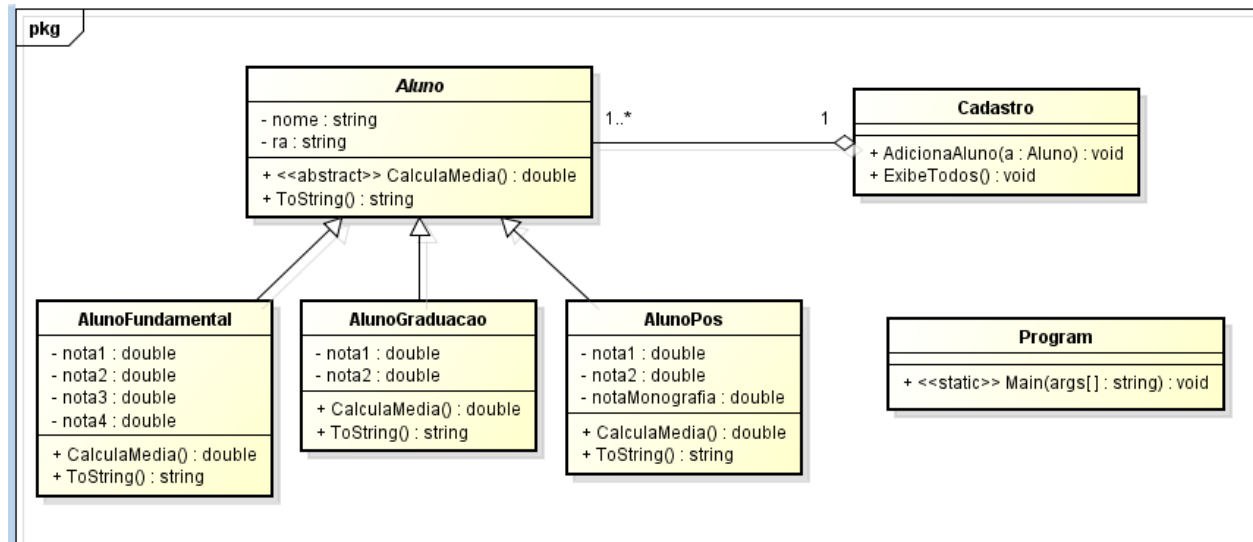 pkg
Aluno
- nome : string
- ra : string
+ <<abstract>> CalculaMedia() : double
+ ToString() : string
1..*
1
Cadastro
+ AdicionaAluno(a : Aluno) : void
+ ExibeTodos() : void
AlunoFundamental
- nota1 : double
- nota2 : double
- nota3 : double
- nota4 : double
+ CalculaMedia() : double
+ ToString() : string
AlunoGraduacao
- nota1 : double
- nota2 : double
+ CalculaMedia() : double
+ ToString() : string
AlunoPos
- nota1 : double
- nota2 : double
- notaMonografia : double
+ CalculaMedia() : double
+ ToString() : string
Program
+ <<static>> Main(args[] : string) : void